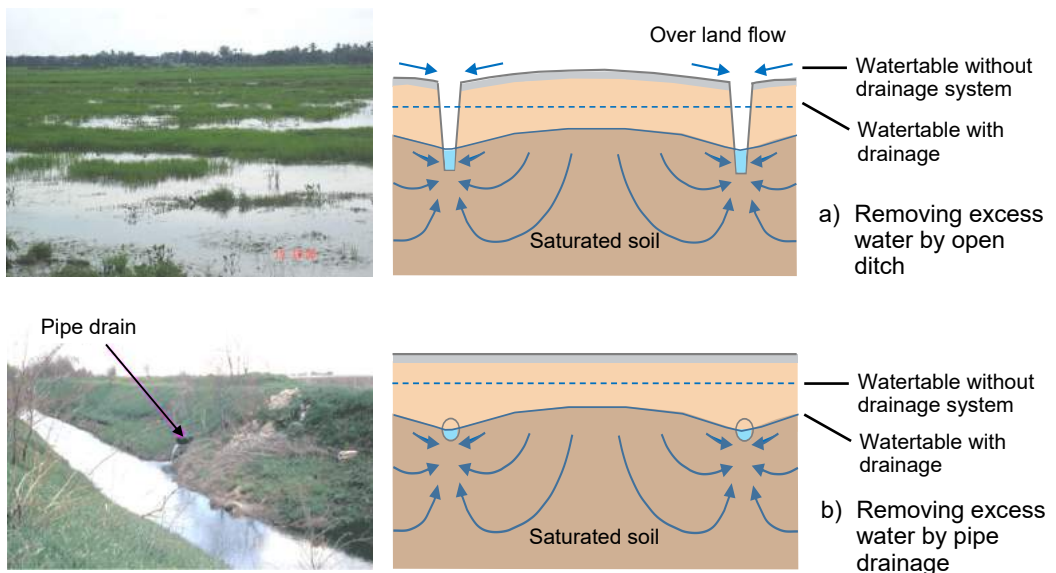 Over land flow
Watertable without
drainage system
Watertable with
drainage
Saturated soil
a) Removing excess
water by open
ditch
Pipe drain
Watertable without
drainage system
Watertable with
drainage
Saturated soil
b) Removing excess
water by pipe
drainage